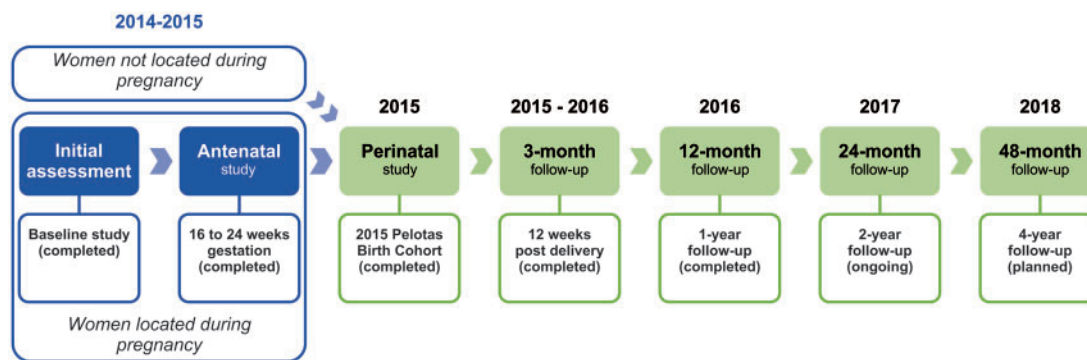 2014-2015
Women not located during
pregnancy
2015
2015 - 2016
2016
2017
2018
Initial
assessment
Antenatal
study
Perinatal
study
3-month
follow-up
12-month
follow-up
24-month
follow-up
48-month
follow-up
Baseline study
(completed)
16 to 24 weeks
gestation
(completed)
2015 Pelotas
Birth Cohort
(completed)
12 weeks
post delivery
(completed)
1-year
follow-up
(completed)
2-year
follow-up
(ongoing)
4-year
follow-up
(planned)
Women located during
pregnancy